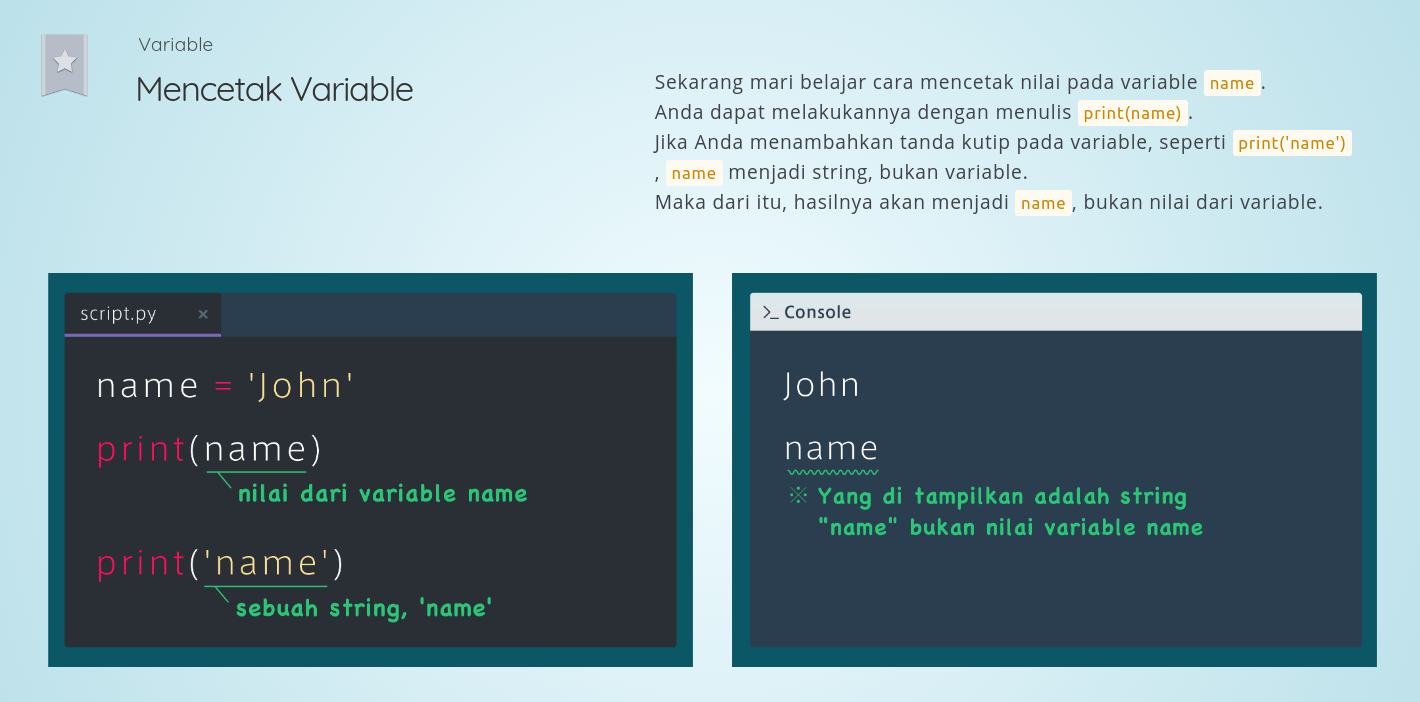 Variable
Mencetak Variable
Sekarang mari belajar cara mencetak nilai pada variable name.
Anda dapat melakukannya dengan menulis print(name).
Jika Anda menambahkan tanda kutip pada variable, seperti print('name')
, name menjadi string, bukan variable.
Maka dari itu, hasilnya akan menjadi name, bukan nilai dari variable.
script.py ×
name = 'John'
print(name)
nilai dari variable name
print('name')
sebuah string, 'name'
>_ Console
John
name
※ Yang di tampilkan adalah string
"name" bukan nilai variable name